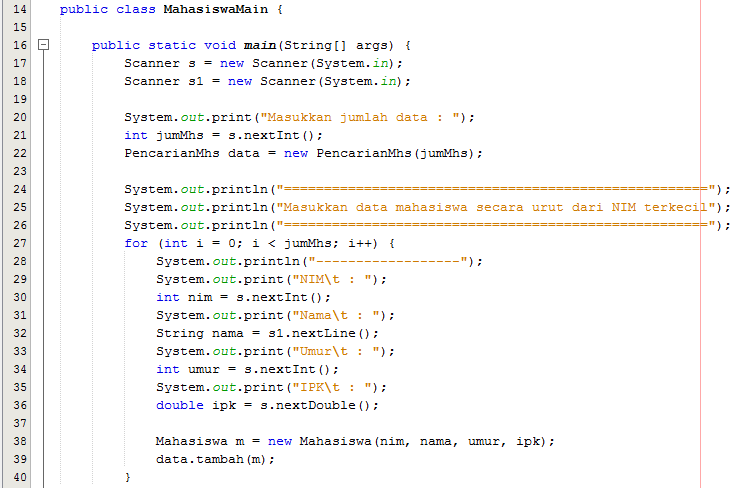 14 public class MahasiswaMain {
15
16 public static void main(String[] args) {
17 Scanner s = new Scanner(System.in);
18 Scanner s1 = new Scanner(System.in);
19
20 System.out.print("Masukkan jumlah data : ");
21 int jumMhs = s.nextInt();
22 PencarianMhs data = new PencarianMhs(jumMhs);
23
24 System.out.println("=====================================================");
25 System.out.println("Masukkan data mahasiswa secara urut dari NIM terkecil");
26 System.out.println("=====================================================");
27 for (int i = 0; i < jumMhs; i++) {
28 System.out.println("------------------");
29 System.out.print("NIM\t : ");
30 int nim = s.nextInt();
31 System.out.print("Nama\t : ");
32 String nama = s1.nextLine();
33 System.out.print("Umur\t : ");
34 int umur = s.nextInt();
35 System.out.print("IPK\t : ");
36 double ipk = s.nextDouble();
37
38 Mahasiswa m = new Mahasiswa(nim, nama, umur, ipk);
39 data.tambah(m);
40 }